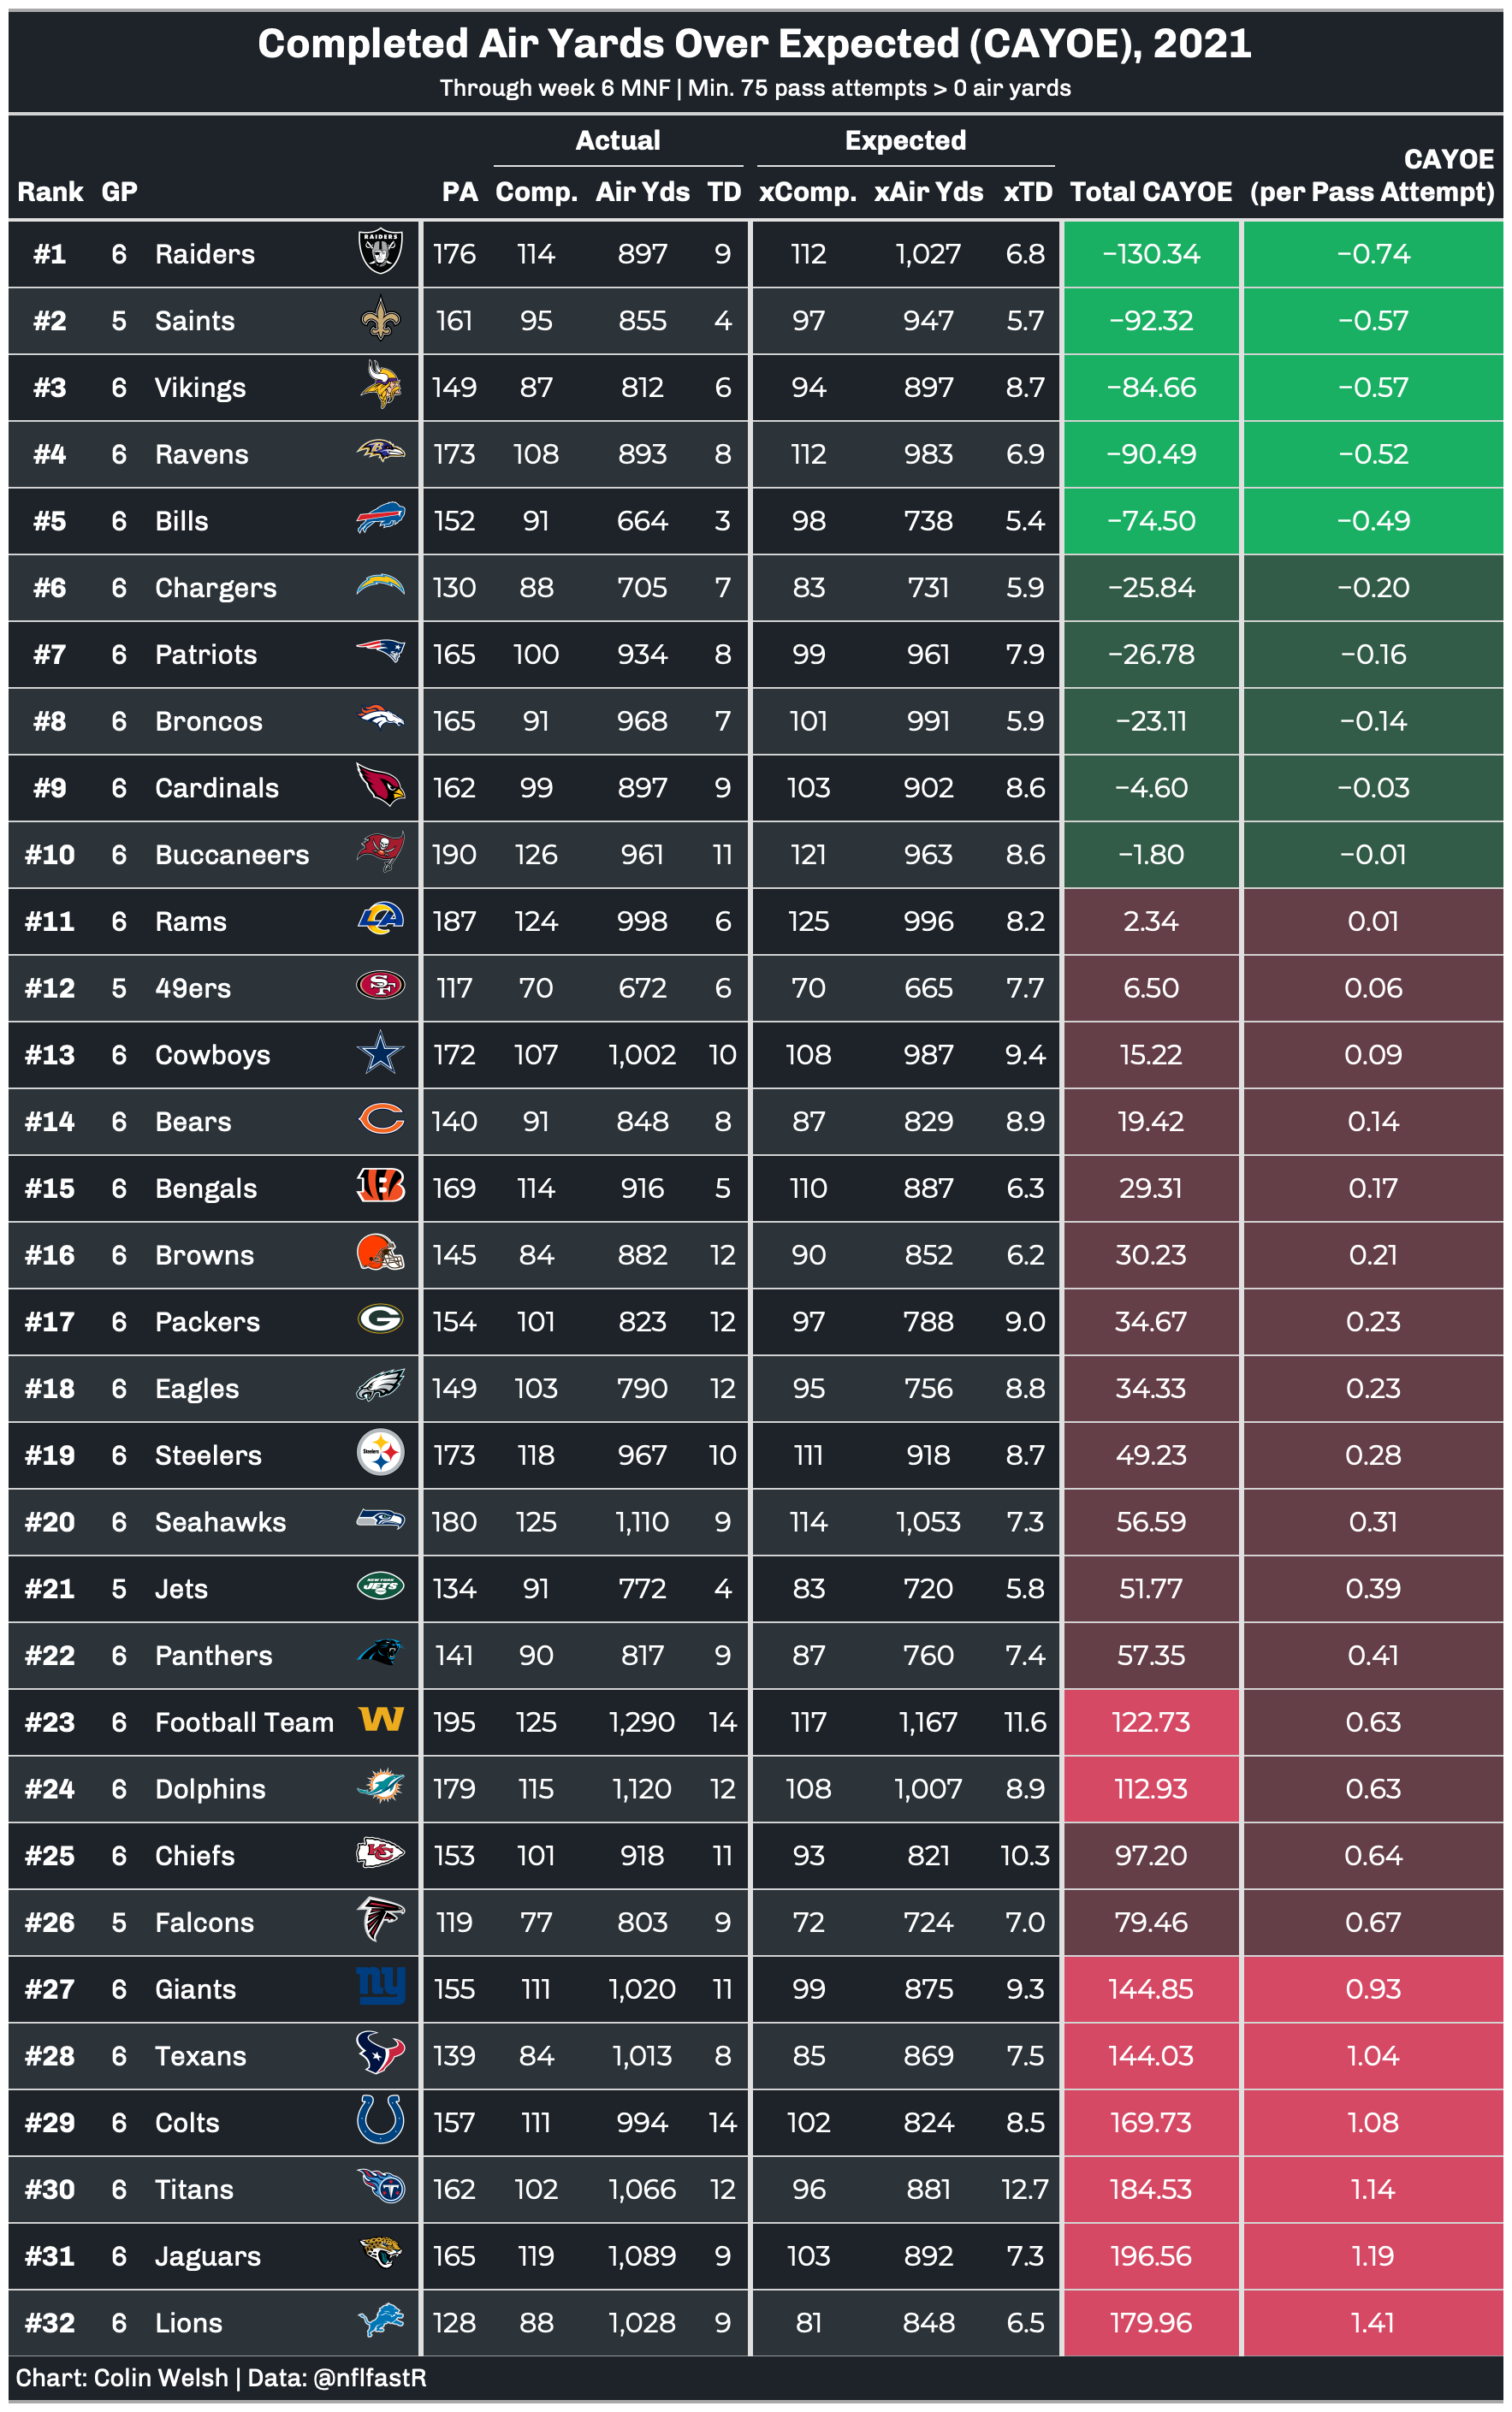 Completed Air Yards Over Expected (CAYOE), 2021
Through week 6 MNF | Min. 75 pass attempts > 0 air yards
Actual Expected
CAYOE
Rank GP PA Comp. Air Yds TD xComp. xAir Yds xTD Total CAYOE (per Pass Attempt)
#1 6 Raiders RAIDERS 176 114 897 9 112 1,027 6.8 −130.34 −0.74
#2 5 Saints 161 95 855 4 97 947 5.7 −92.32 −0.57
#3 6 Vikings 149 87 812 6 94 897 8.7 −84.66 −0.57
#4 6 Ravens 173 108 893 8 112 983 6.9 −90.49 −0.52
#5 6 Bills 152 91 664 3 98 738 5.4 −74.50 −0.49
#6 6 Chargers 130 88 705 7 83 731 5.9 −25.84 −0.20
#7 6 Patriots 165 100 934 8 99 961 7.9 −26.78 −0.16
#8 6 Broncos 165 91 968 7 101 991 5.9 −23.11 −0.14
#9 6 Cardinals 162 99 897 9 103 902 8.6 −4.60 −0.03
#10 6 Buccaneers 190 126 961 11 121 963 8.6 −1.80 −0.01
#11 6 Rams LA 187 124 998 6 125 996 8.2 2.34 0.01
#12 5 49ers SF 117 70 672 6 70 665 7.7 6.50 0.06
#13 6 Cowboys 172 107 1,002 10 108 987 9.4 15.22 0.09
#14 6 Bears C 140 91 848 8 87 829 8.9 19.42 0.14
#15 6 Bengals B 169 114 916 5 110 887 6.3 29.31 0.17
#16 6 Browns 145 84 882 12 90 852 6.2 30.23 0.21
#17 6 Packers G 154 101 823 12 97 788 9.0 34.67 0.23
#18 6 Eagles 149 103 790 12 95 756 8.8 34.33 0.23
#19 6 Steelers Steelers 173 118 967 10 111 918 8.7 49.23 0.28
#20 6 Seahawks 180 125 1,110 9 114 1,053 7.3 56.59 0.31
#21 5 Jets NEW YORK JETS 134 91 772 4 83 720 5.8 51.77 0.39
#22 6 Panthers 141 90 817 9 87 760 7.4 57.35 0.41
#23 6 Football Team W 195 125 1,290 14 117 1,167 11.6 122.73 0.63
#24 6 Dolphins 179 115 1,120 12 108 1,007 8.9 112.93 0.63
#25 6 Chiefs KC 153 101 918 11 93 821 10.3 97.20 0.64
#26 5 Falcons 119 77 803 9 72 724 7.0 79.46 0.67
#27 6 Giants ny 155 111 1,020 11 99 875 9.3 144.85 0.93
#28 6 Texans 139 84 1,013 8 85 869 7.5 144.03 1.04
#29 6 Colts 157 111 994 14 102 824 8.5 169.73 1.08
#30 6 Titans T 162 102 1,066 12 96 881 12.7 184.53 1.14
#31 6 Jaguars 165 119 1,089 9 103 892 7.3 196.56 1.19
#32 6 Lions 128 88 1,028 9 81 848 6.5 179.96 1.41
Chart: Colin Welsh | Data: @nflfastR